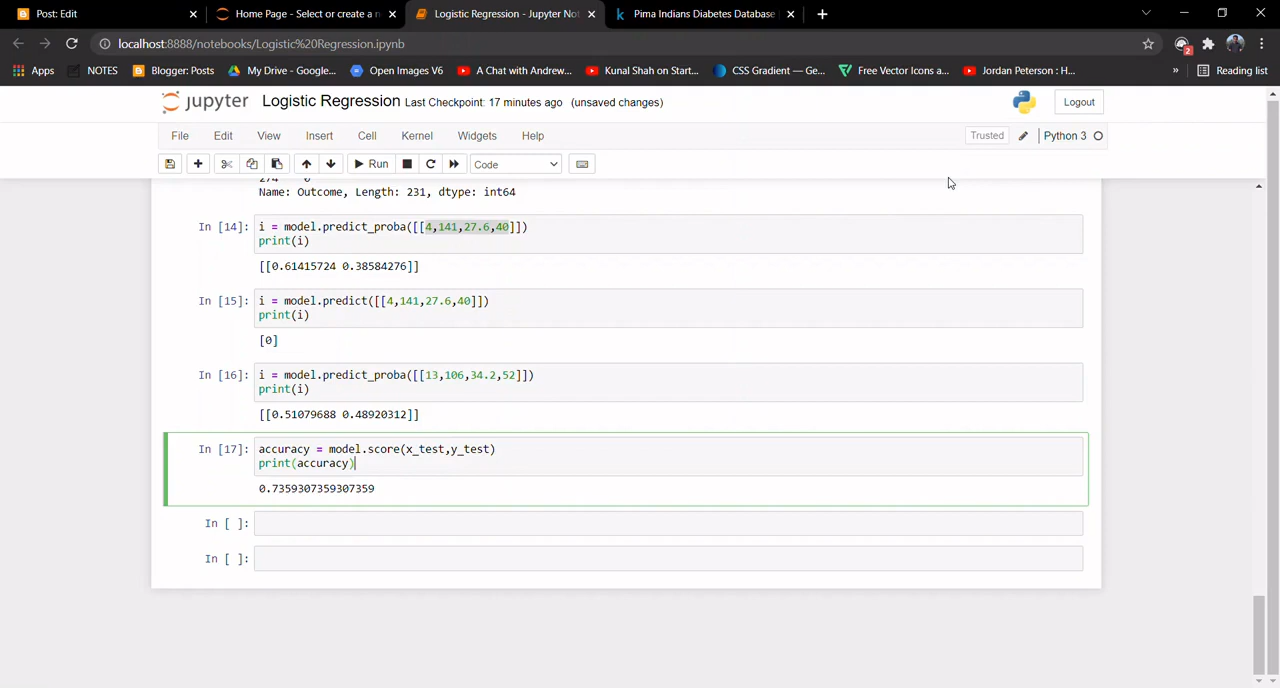 Post: Edit
Home Page - Select or create a n
Logistic Regression - Jupyter Not
Pima Indians Diabetes Database
localhost:8888/notebooks/Logistic%20Regression.ipynb
2
Apps
NOTES
Blogger: Posts
My Drive - Google...
Open Images V6
A Chat with Andrew...
Kunal Shah on Start...
CSS Gradient — Ge...
Free Vector Icons a...
Jordan Peterson : H...
»
Reading list
jupyter
Logistic Regression Last Checkpoint: 17 minutes ago (unsaved changes)
Logout
File
Edit
View
Insert
Cell
Kernel
Widgets
Help
Trusted
Python 3
Run
Code
274 0
Name: Outcome, Length: 231, dtype: int64
In [14]: i = model.predict_proba([[4,141,27.6,40]])
print(i)
[[0.61415724 0.38584276]]
In [15]: i = model.predict([[4,141,27.6,40]])
print(i)
[0]
In [16]: i = model.predict_proba([[13,106,34.2,52]])
print(i)
[[0.51079688 0.48920312]]
In [17]: accuracy = model.score(x_test,y_test)
print(accuracy)
0.7359307359307359
In [ ]:
In [ ]: